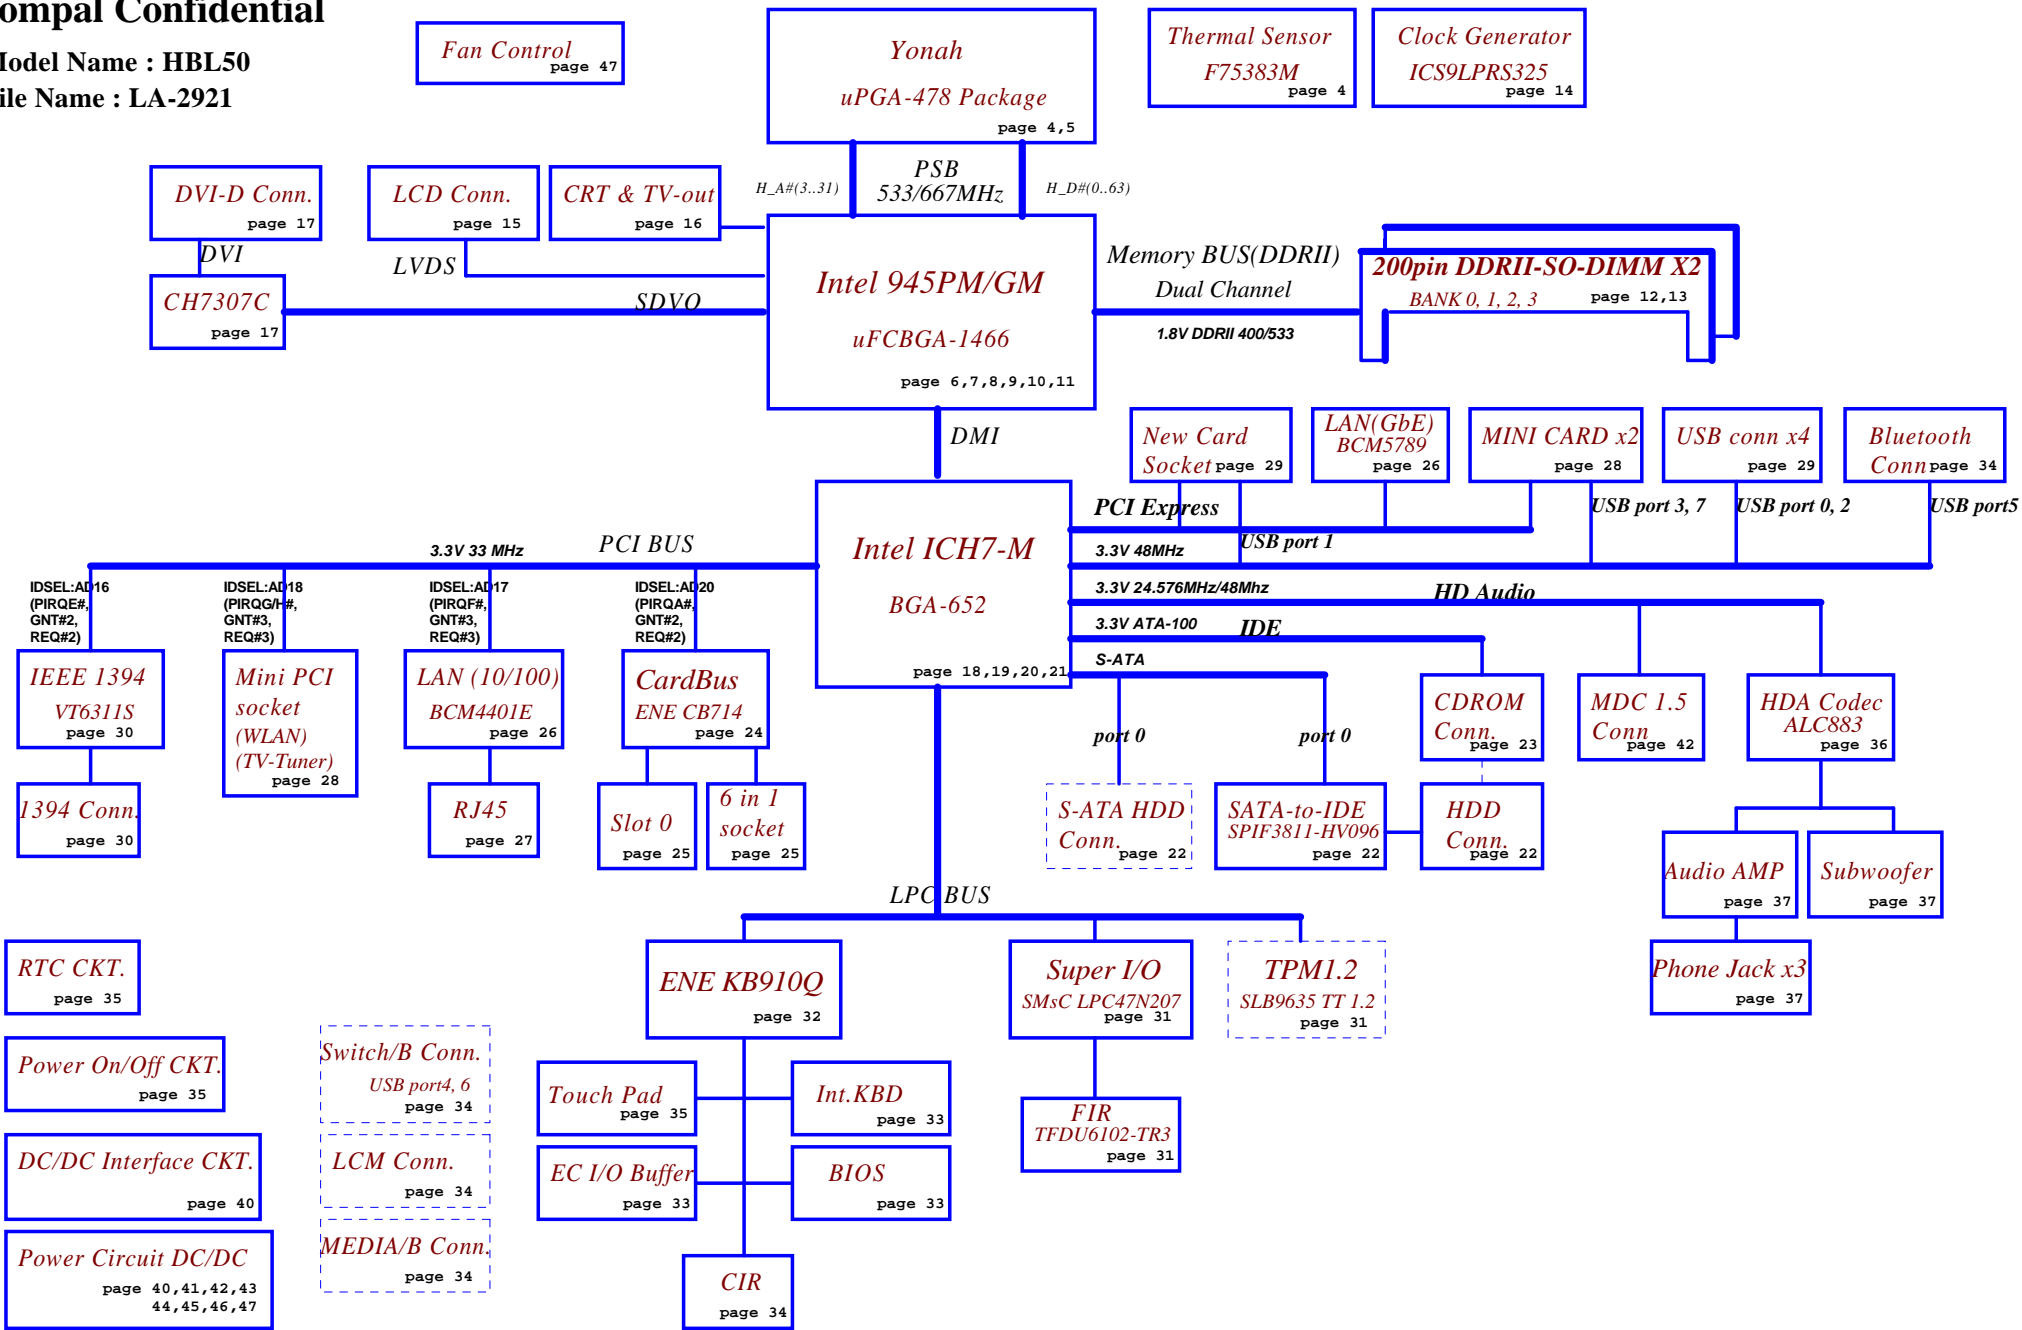 ompal Confidential
Model Name : HBL50
ile Name : LA-2921
Fan Control
page 47
Yonah
uPGA-478 Package
page 4,5
Thermal Sensor
F75383M
page 4
Clock Generator
ICS9LPRS325
page 14
DVI-D Conn.
page 17
LCD Conn.
page 15
CRT & TV-out
page 16
H_A#(3..31)
PSB
533/667MHz
H_D#(0..63)
DVI
LVDS
SDVO
CH7307C
page 17
Intel 945PM/GM
uFCBGA-1466
page 6,7,8,9,10,11
Memory BUS(DDRII)
Dual Channel
1.8V DDRII 400/533
200pin DDRII-SO-DIMM X2
BANK 0, 1, 2, 3
page 12,13
DMI
New Card
Socket
page 29
LAN(GbE)
BCM5789
page 26
MINI CARD x2
page 28
USB conn x4
page 29
Bluetooth
Conn
page 34
PCI Express
USB port 3, 7
USB port 0, 2
USB port5
USB port 1
Intel ICH7-M
BGA-652
page 18,19,20,21
3.3V 33 MHz
PCI BUS
3.3V 48MHz
3.3V 24.576MHz/48Mhz
HD Audio
3.3V ATA-100
IDE
S-ATA
IDSEL:AD16
(PIRQE#,
GNT#2,
REQ#2)
IDSEL:AD18
(PIRQG/H#,
GNT#3,
REQ#3)
IDSEL:AD17
(PIRQF#,
GNT#3,
REQ#3)
IDSEL:AD20
(PIRQA#,
GNT#2,
REQ#2)
IEEE 1394
VT6311S
page 30
Mini PCI
socket
(WLAN)
(TV-Tuner)
page 28
LAN (10/100)
BCM4401E
page 26
CardBus
ENE CB714
page 24
port 0
port 0
CDROM
Conn.
page 23
MDC 1.5
Conn
page 42
HDA Codec
ALC883
page 36
1394 Conn.
page 30
RJ45
page 27
Slot 0
page 25
6 in 1
socket
page 25
S-ATA HDD
Conn.
page 22
SATA-to-IDE
SPIF3811-HV096
page 22
HDD
Conn.
page 22
Audio AMP
page 37
Subwoofer
page 37
Phone Jack x3
page 37
LPC BUS
RTC CKT.
page 35
ENE KB910Q
page 32
Super I/O
SMsC LPC47N207
page 31
TPM1.2
SLB9635 TT 1.2
page 31
Power On/Off CKT.
page 35
Switch/B Conn.
USB port4, 6
page 34
Touch Pad
page 35
Int.KBD
page 33
FIR
TFDU6102-TR3
page 31
DC/DC Interface CKT.
page 40
LCM Conn.
page 34
EC I/O Buffer
page 33
BIOS
page 33
Power Circuit DC/DC
page 40,41,42,43
44,45,46,47
MEDIA/B Conn.
page 34
CIR
page 34